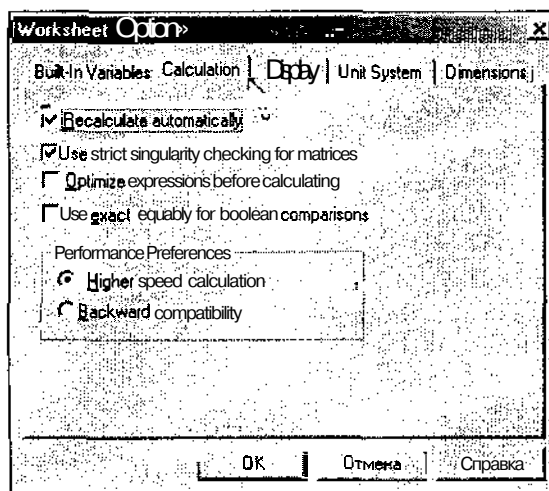 Worksheet Option»
Built-In Variables Calculation Display Unit System Dimensions
Recalculate automatically
Use strict singularity checking for matrices
Optimize expressions before calculating
Use exact equably for boolean comparisons
Performance Preferences
Higher speed calculation
Backward compatibility
OK Отмена Справка